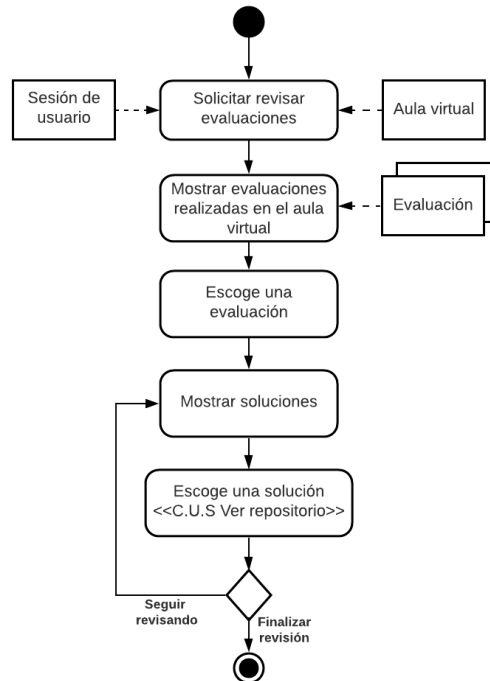 Sesión de
usuario
Solicitar revisar
evaluaciones
Aula virtual
Mostrar evaluaciones
realizadas en el aula
virtual
Evaluación
Escoge una
evaluación
Mostrar soluciones
Escoge una solución
<<C.U.S Ver repositorio>>
Seguir
revisando
Finalizar
revisión